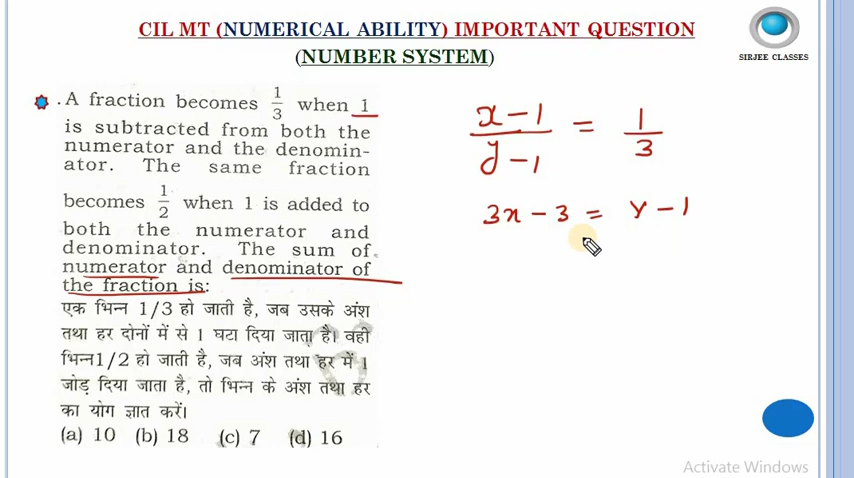 CIL MT (NUMERICAL ABILITY) IMPORTANT QUESTION
(NUMBER SYSTEM)
SIRJEE CLASSES
. A fraction becomes 1/3 when 1
is subtracted from both the
numerator and the denomin-
ator. The same fraction
becomes 1/2 when 1 is added to
both the numerator and
denominator. The sum of
numerator and denominator of
the fraction is:
एक भिन्न 1/3 हो जाती है, जब उसके अंश
तथा हर दोनों में से 1 घटा दिया जाता है। वही
भिन्न1/2 हो जाती है, जब अंश तथा हर में 1
जोड़ दिया जाता है, तो भिन्न के अंश तथा हर
का योग ज्ञात करें।
(a) 10 (b) 18 (c) 7 (d) 16
x-1/y-1 = 1/3
3x-3 = y-1
Activate Windows